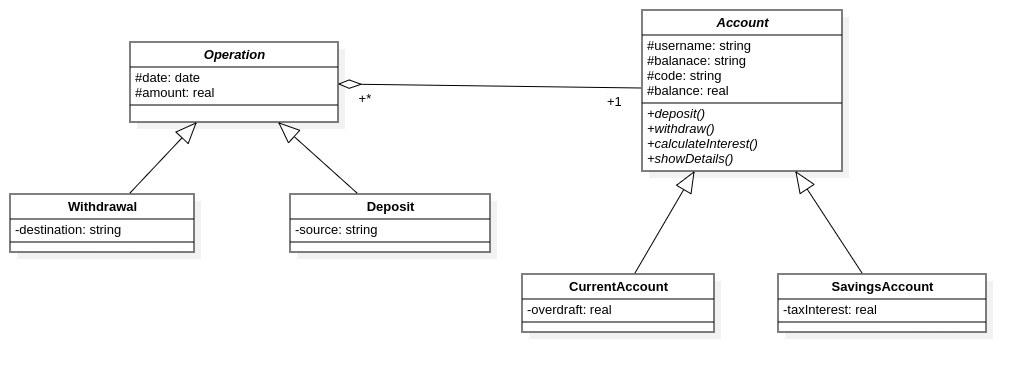 Operation
#date: date
#amount: real
+*
+1
Account
#username: string
#balanace: string
#code: string
#balance: real
+deposit()
+withdraw()
+calculateInterest()
+showDetails()
Withdrawal
-destination: string
Deposit
-source: string
CurrentAccount
-overdraft: real
SavingsAccount
-taxInterest: real